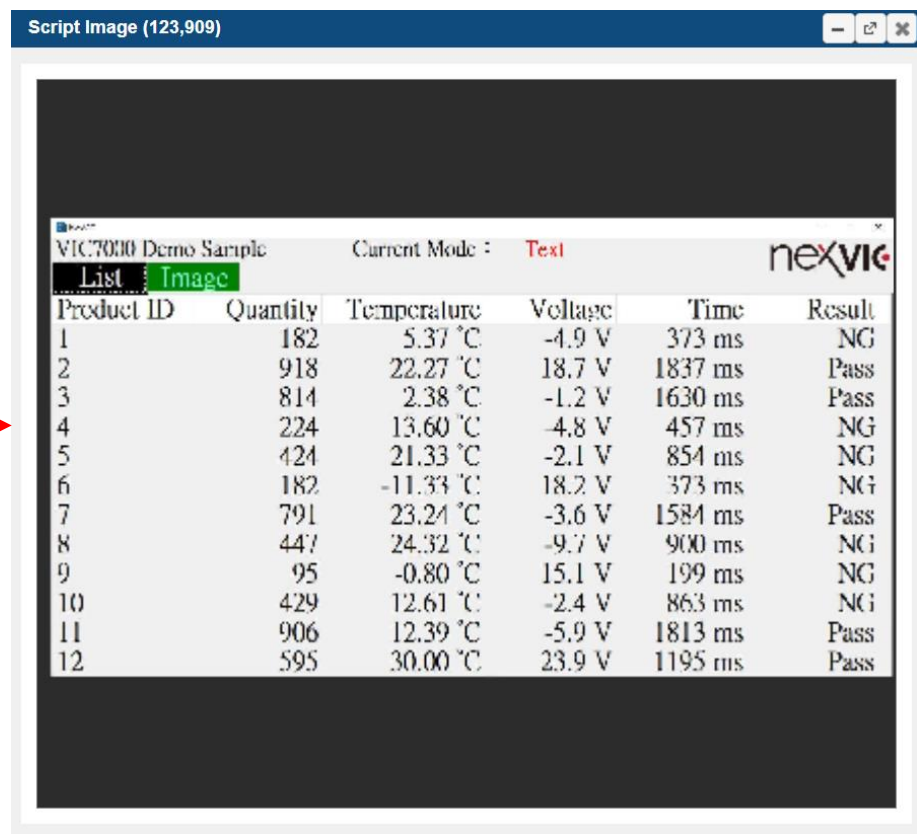 Script Image (123,909)
VIC7000 Demo Sample Current Mode : Text nexvic
List Image
Product ID Quantity Temperature Voltage Time Result
1 182 5.37 °C -4.9 V 373 ms NG
2 918 22.27 °C 18.7 V 1837 ms Pass
3 814 2.38 °C -1.2 V 1630 ms Pass
4 224 13.60 °C -4.8 V 457 ms NG
5 424 21.33 °C -2.1 V 854 ms NG
6 182 -11.33 °C 18.2 V 373 ms NG
7 791 23.24 °C -3.6 V 1584 ms Pass
8 447 24.32 °C -9.7 V 900 ms NG
9 95 -0.80 °C 15.1 V 199 ms NG
10 429 12.61 °C -2.4 V 863 ms NG
11 906 12.39 °C -5.9 V 1813 ms Pass
12 595 30.00 °C 23.9 V 1195 ms Pass